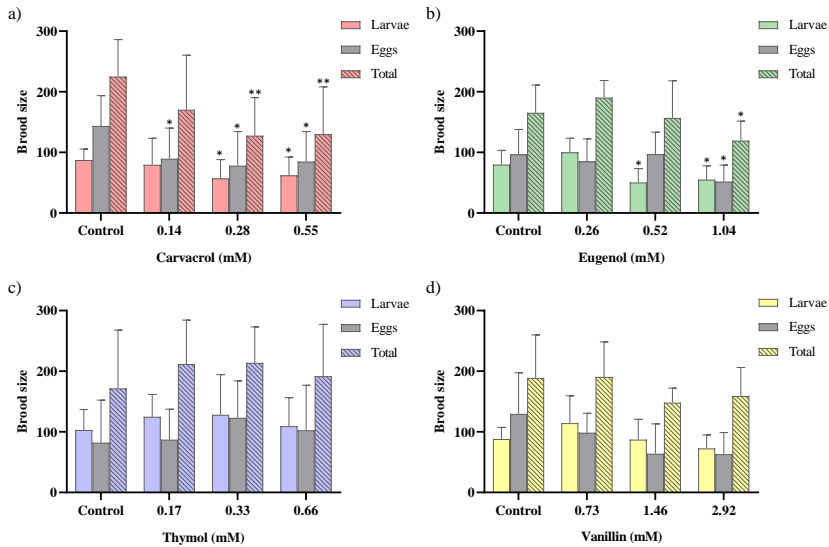 a)
300
200
100
0
Brood size
Larvae
Eggs
Total
*
* * **
* * **
Control 0.14 0.28 0.55
Carvacrol (mM)
b)
300
200
100
0
Brood size
Larvae
Eggs
Total
*
* * *
Control 0.26 0.52 1.04
Eugenol (mM)
c)
300
200
100
0
Brood size
Larvae
Eggs
Total
Control 0.17 0.33 0.66
Thymol (mM)
d)
300
200
100
0
Brood size
Larvae
Eggs
Total
Control 0.73 1.46 2.92
Vanillin (mM)